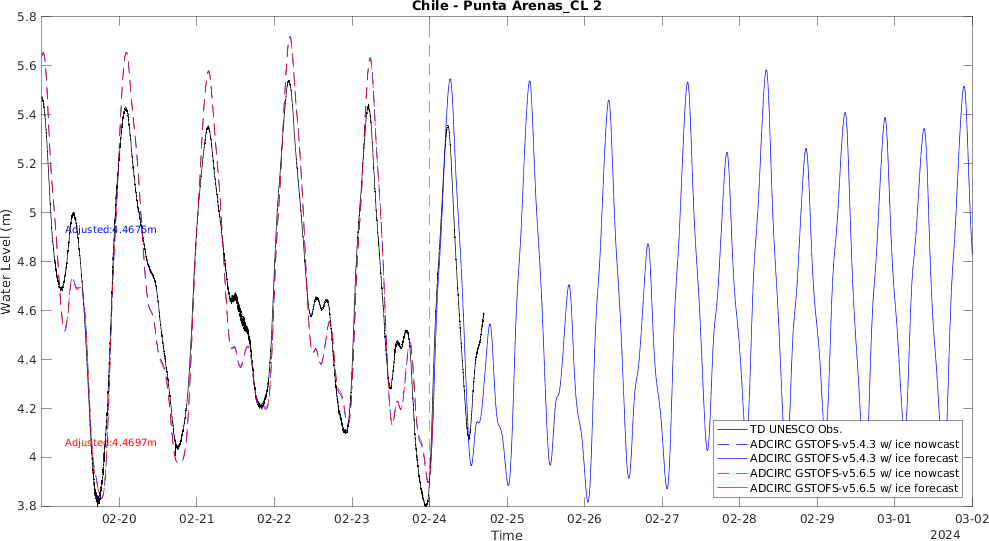 Chile - Punta Arenas_CL 2
5.8
5.6
5.4
5.2
5
4.8
4.6
4.4
4.2
4
3.8
Water Level (m)
Adjusted:4.4675m
Adjusted:4.4697m
TD UNESCO Obs.
ADCIRC GSTOFS-v5.4.3 w/ ice nowcast
ADCIRC GSTOFS-v5.4.3 w/ ice forecast
ADCIRC GSTOFS-v5.6.5 w/ ice nowcast
ADCIRC GSTOFS-v5.6.5 w/ ice forecast
02-20 02-21 02-22 02-23 02-24 02-25 02-26 02-27 02-28 02-29 03-01 03-02
Time
2024